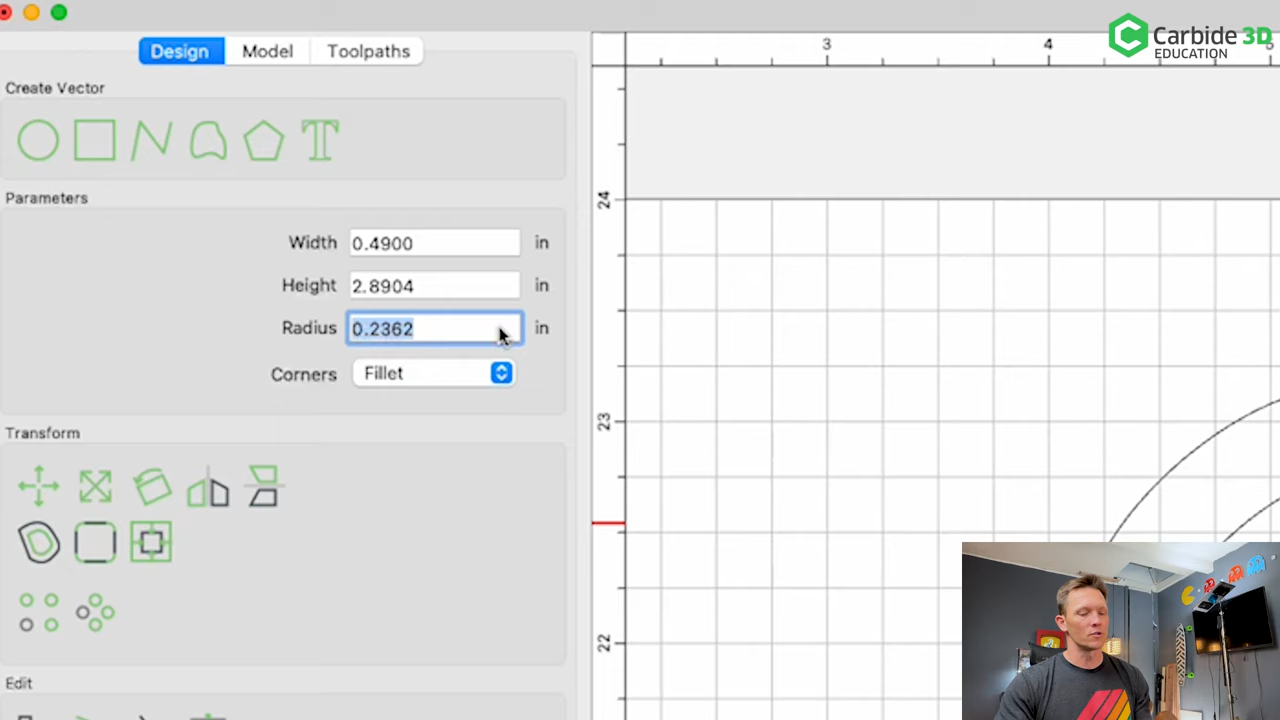 Carbide 3D
EDUCATION
Design Model Toolpaths
3 4
Create Vector
T
Parameters
24
Width 0.4900 in
Height 2.8904 in
Radius 0.2362 in
Corners Fillet
23
Transform
22
Edit